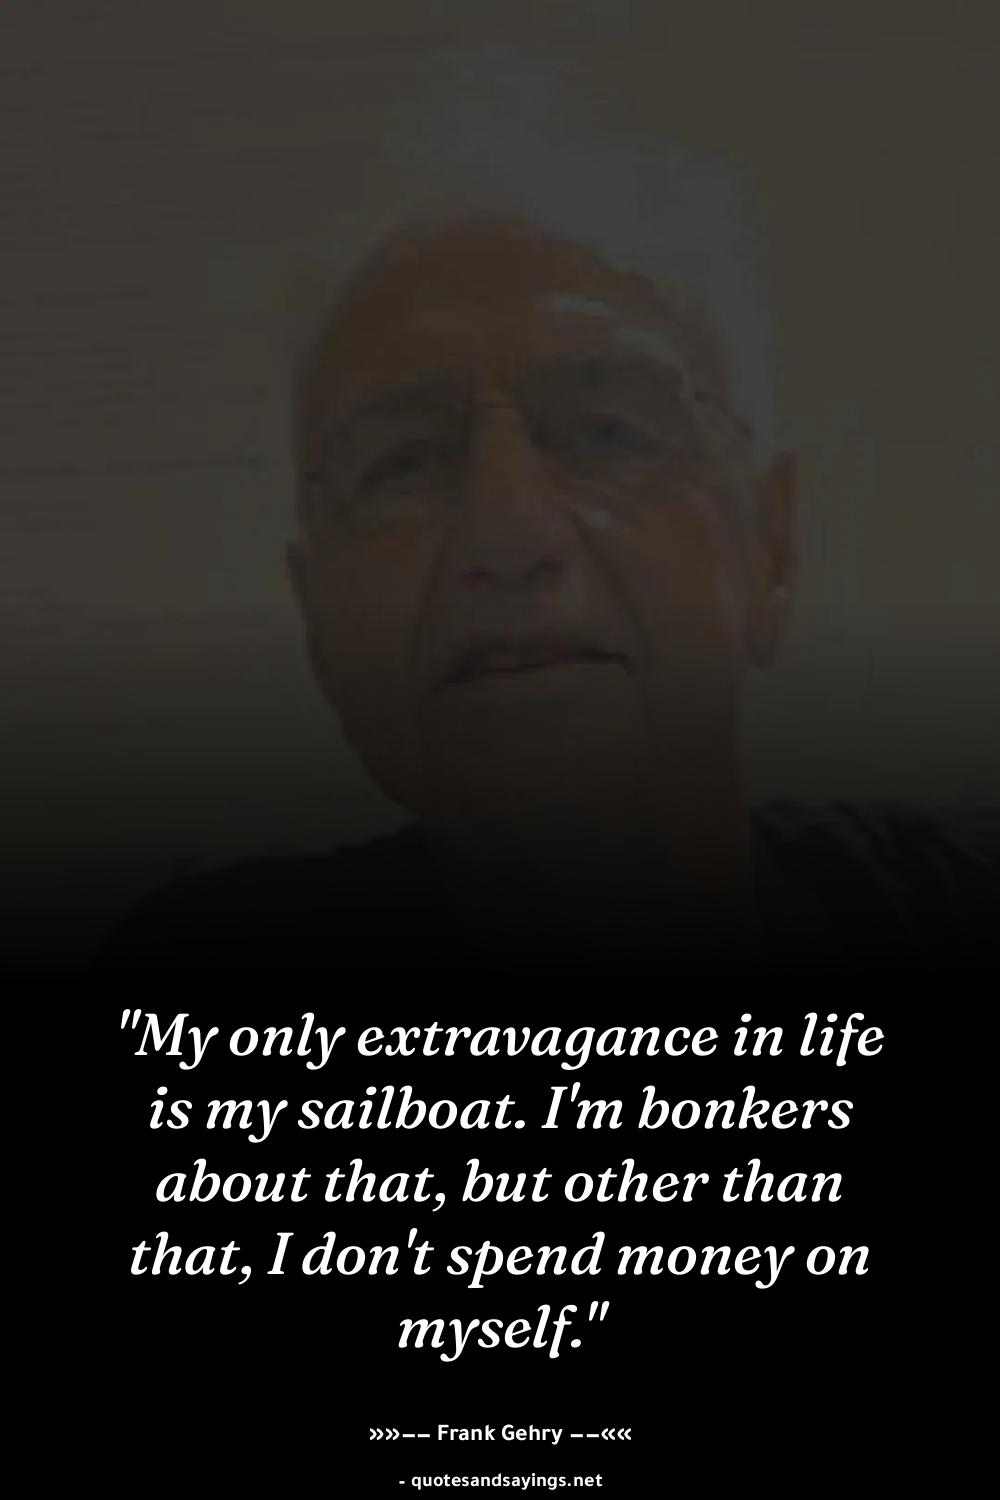 "My only extravagance in life
is my sailboat. I'm bonkers
about that, but other than
that, I don't spend money on
myself."
»»–– Frank Gehry ––««
- quotesandsayings.net